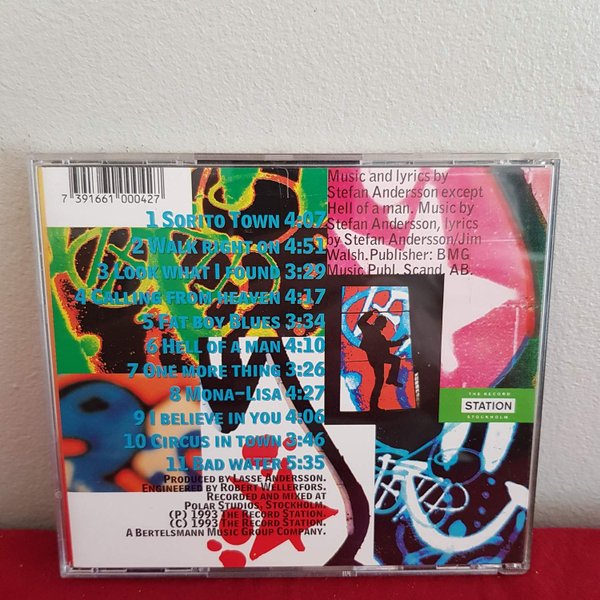 7 391661 000427
1 Sorito Town 4:07
2 Walk right on 4:51
3 Look what I found 3:29
4 Calling from heaven 4:17
5 Fat boy Blues 3:34
6 Hell of a man 4:10
7 One more thing 3:26
8 Mona-Lisa 4:27
9 I believe in you 4:06
10 Circus in town 3:46
11 Bad water 5:35
Produced by Lasse Andersson.
Engineered by Robert Wellerfors.
Recorded and mixed at
Polar Studios, Stockholm.
(P) 1993 The Record Station.
(C) 1993 The Record Station.
A Bertelsmann Music Group Company.
Music and lyrics by
Stefan Andersson except
Hell of a man, Music by
Stefan Andersson, lyrics
by Stefan Andersson/Jim
Walsh.Publisher: BMG
Music Publ. Scand. AB.
THE RECORD
STATION
STOCKHOLM